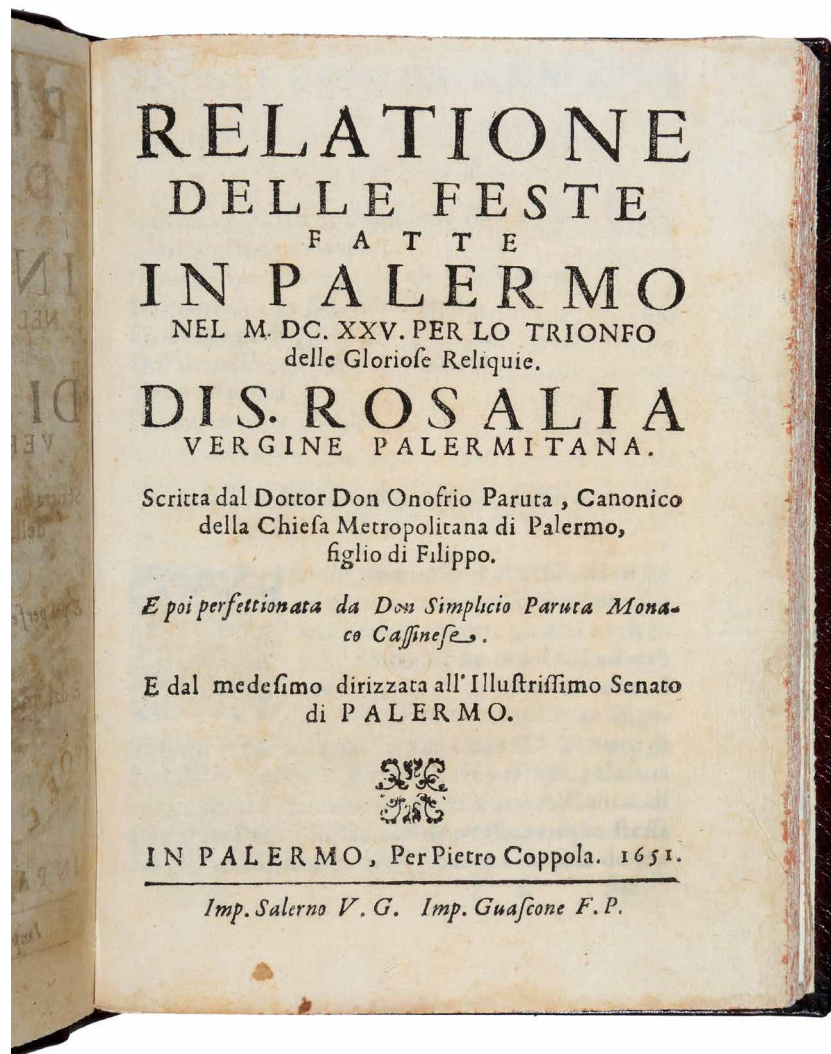 RELATIONE
DELLE FESTE
FATTE
IN PALERMO
NEL M. DC. XXV. PER LO TRIONFO
delle Glorioſe Reliquie.
DI S. ROSALIA
VERGINE PALERMITANA.
Scritta dal Dottor Don Onofrio Paruta, Canonico
della Chieſa Metropolitana di Palermo,
figlio di Filippo.
E poi perfettionata da Don Simplicio Paruta Mona-
co Caſſineſe.
E dal medeſimo dirizzata all'Illuſtriſſimo Senato
di PALERMO.
IN PALERMO, Per Pietro Coppola. 1651.
Imp. Salerno V. G. Imp. Guaſcone F. P.